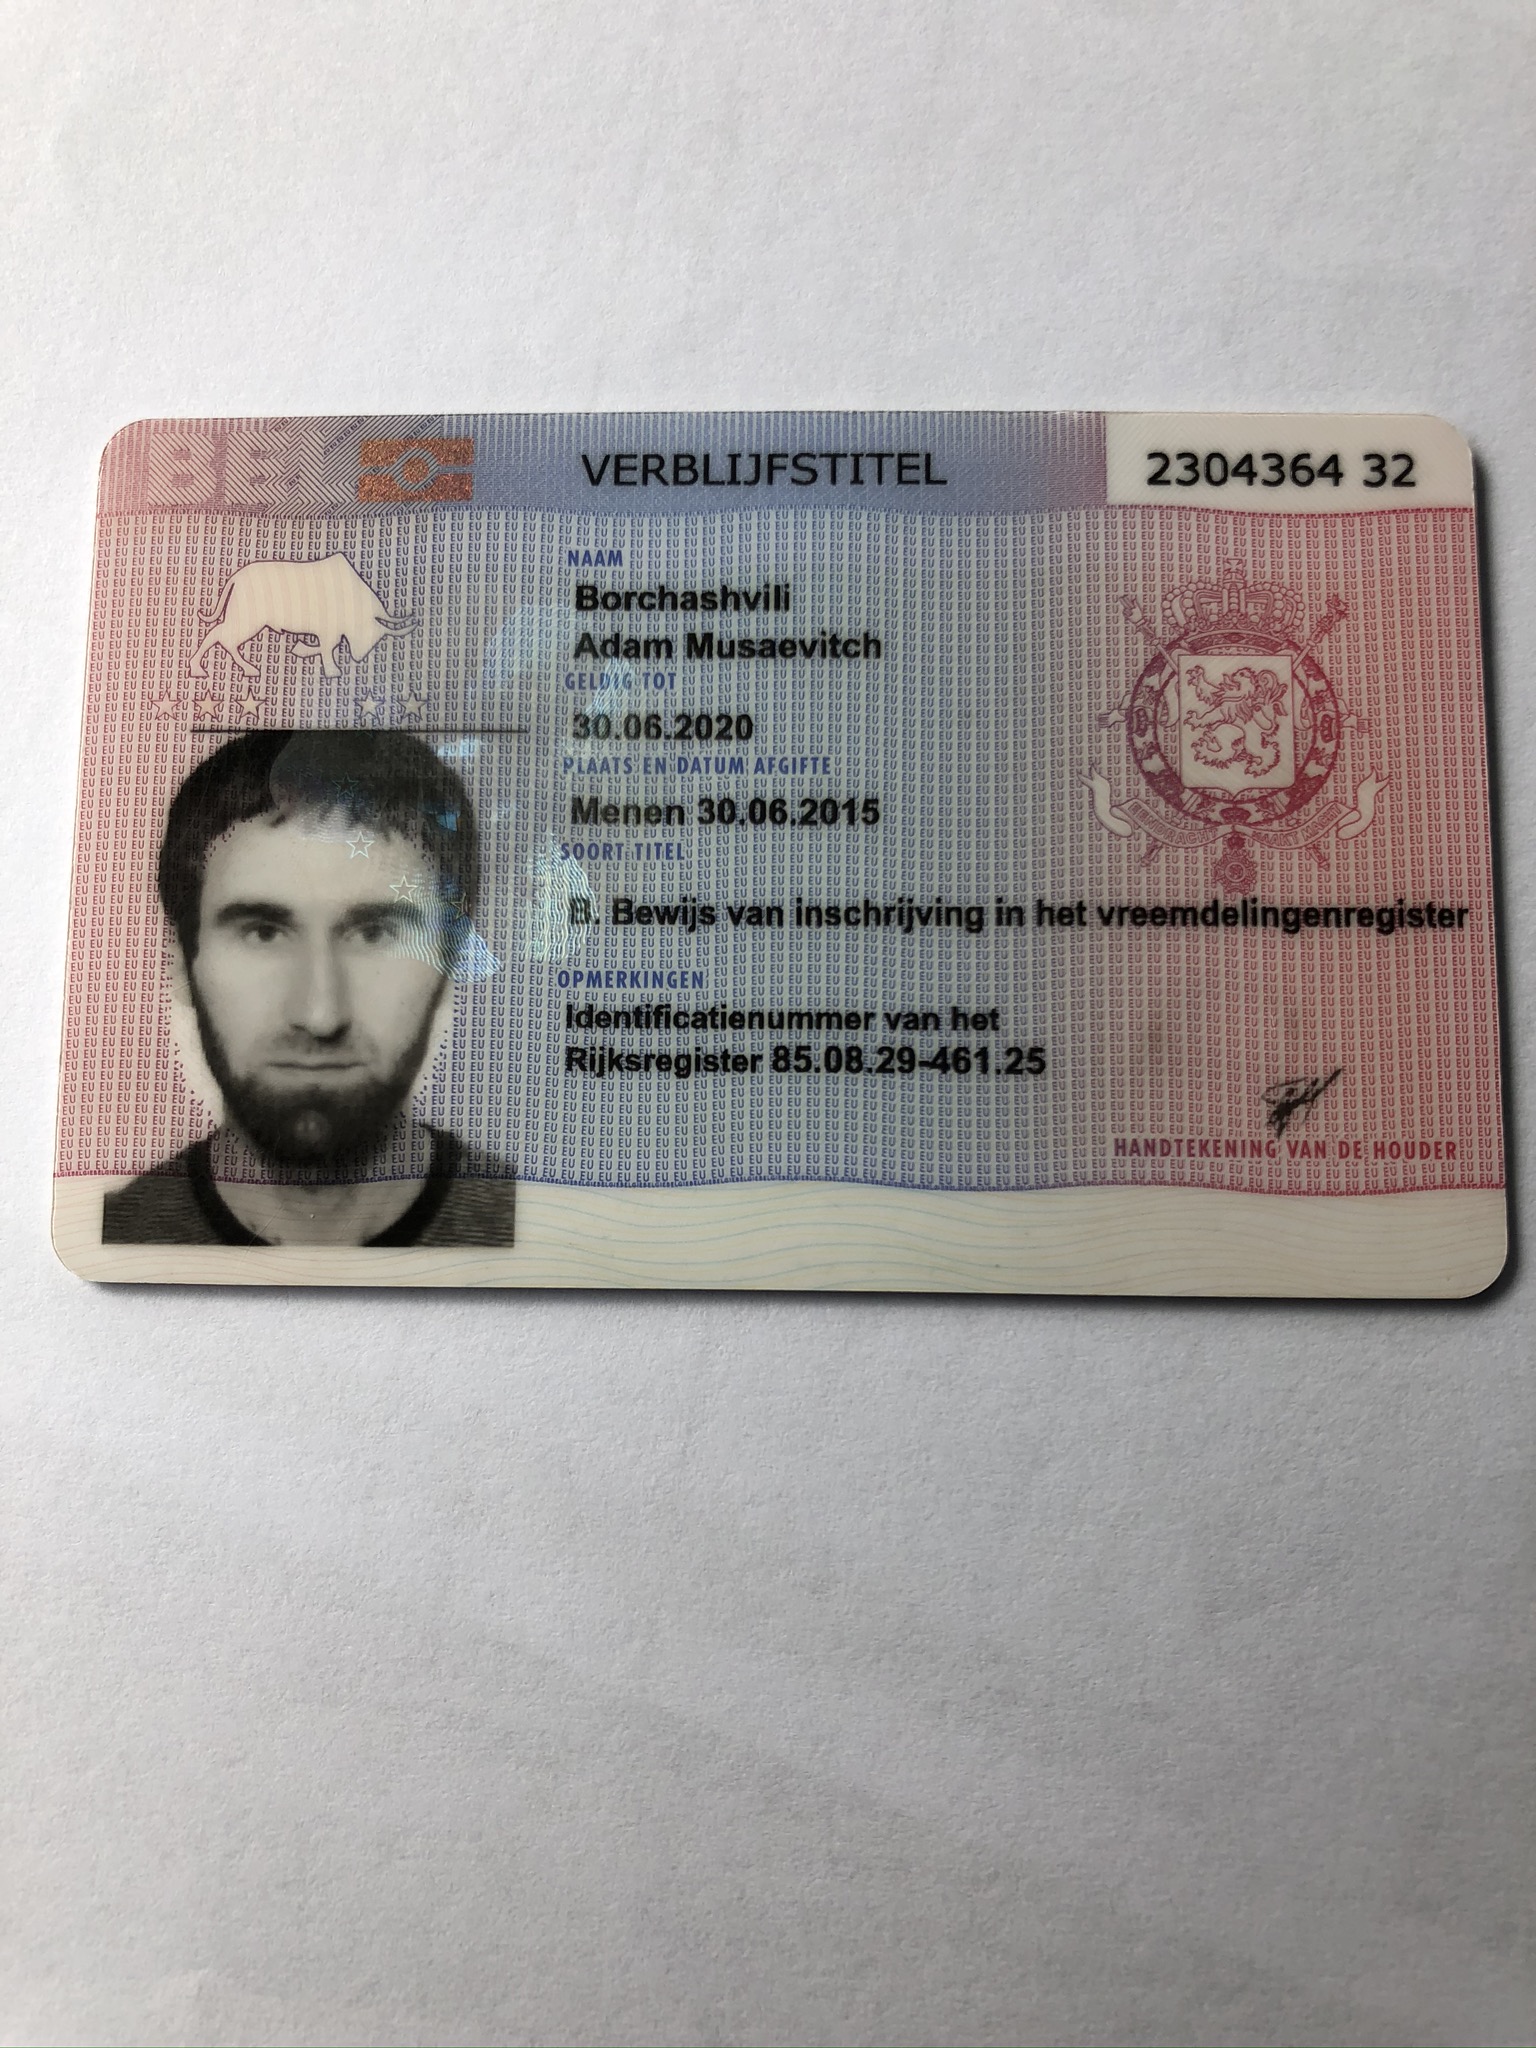 BEL
VERBLIJFSTITEL
2304364 32
NAAM
Borchashvili
Adam Musaevitch
GELDIG TOT
30.06.2020
PLAATS EN DATUM AFGIFTE
Menen 30.06.2015
SOORT TITEL
B. Bewijs van inschrijving in het vreemdelingenregister
OPMERKINGEN
Identificatienummer van het
Rijksregister 85.08.29-461.25
HANDTEKENING VAN DE HOUDER